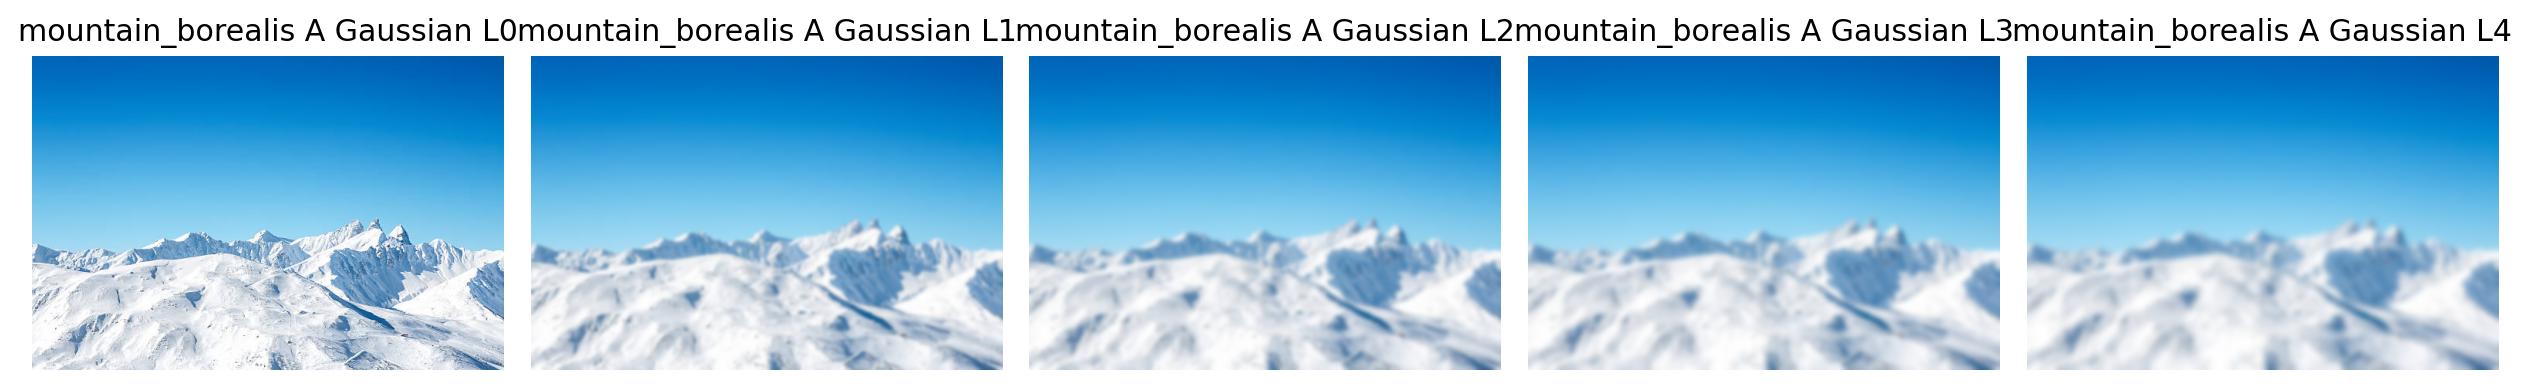 mountain_borealis A Gaussian L0
mountain_borealis A Gaussian L1
mountain_borealis A Gaussian L2
mountain_borealis A Gaussian L3
mountain_borealis A Gaussian L4